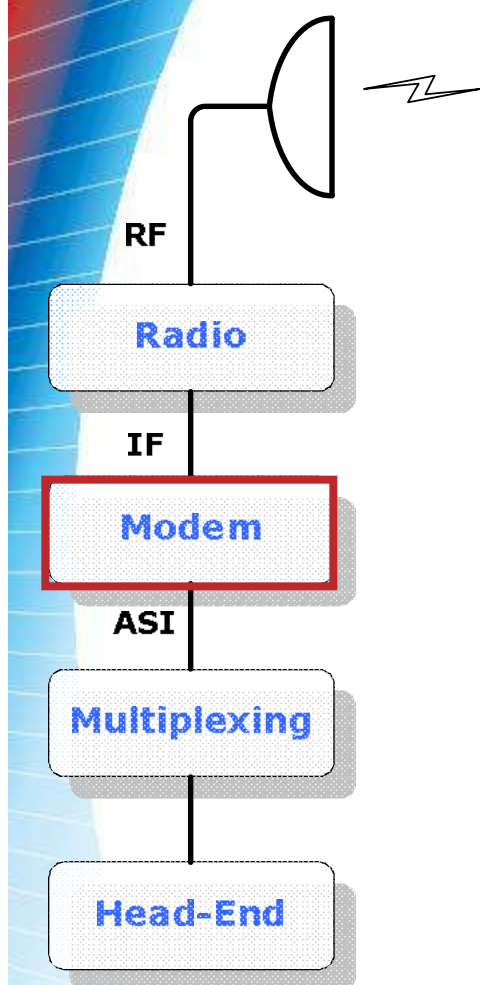 RF
Radio
IF
Modem
ASI
Multiplexing
Head-End